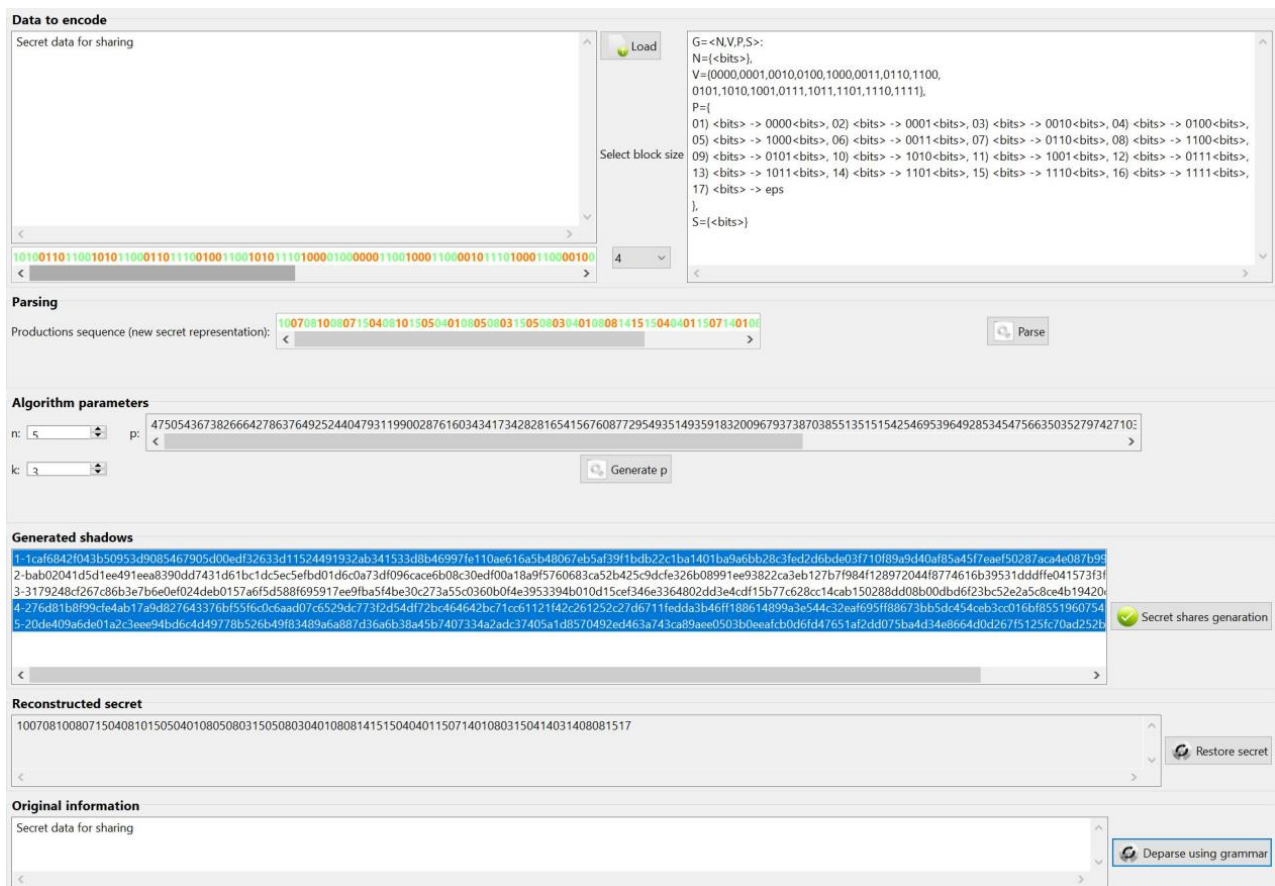 Data to encode
Secret data for sharing
Load
G=<N,V,P,S>:
N={<bits>},
V={0000,0001,0010,0100,1000,0011,0110,1100,
0101,1010,1001,0111,1011,1101,1110,1111},
P={
01) <bits> -> 0000<bits>, 02) <bits> -> 0001<bits>, 03) <bits> -> 0010<bits>, 04) <bits> -> 0100<bits>,
05) <bits> -> 1000<bits>, 06) <bits> -> 0011<bits>, 07) <bits> -> 0110<bits>, 08) <bits> -> 1100<bits>,
Select block size
09) <bits> -> 0101<bits>, 10) <bits> -> 1010<bits>, 11) <bits> -> 1001<bits>, 12) <bits> -> 0111<bits>,
13) <bits> -> 1011<bits>, 14) <bits> -> 1101<bits>, 15) <bits> -> 1110<bits>, 16) <bits> -> 1111<bits>,
17) <bits> -> eps
},
S={<bits>}
10100110110010101100011011100100110010101110100001000000110010001100001011101000110000100
4
Parsing
Productions sequence (new secret representation):
Parse
Algorithm parameters
n: 5
p:
k: 3
Generate p
Generated shadows
Secret shares genaration
Reconstructed secret
1007081008071504081015050401080508031505080304010808141515040401150714010803150414031408081517
Restore secret
Original information
Secret data for sharing
Deparse using grammar